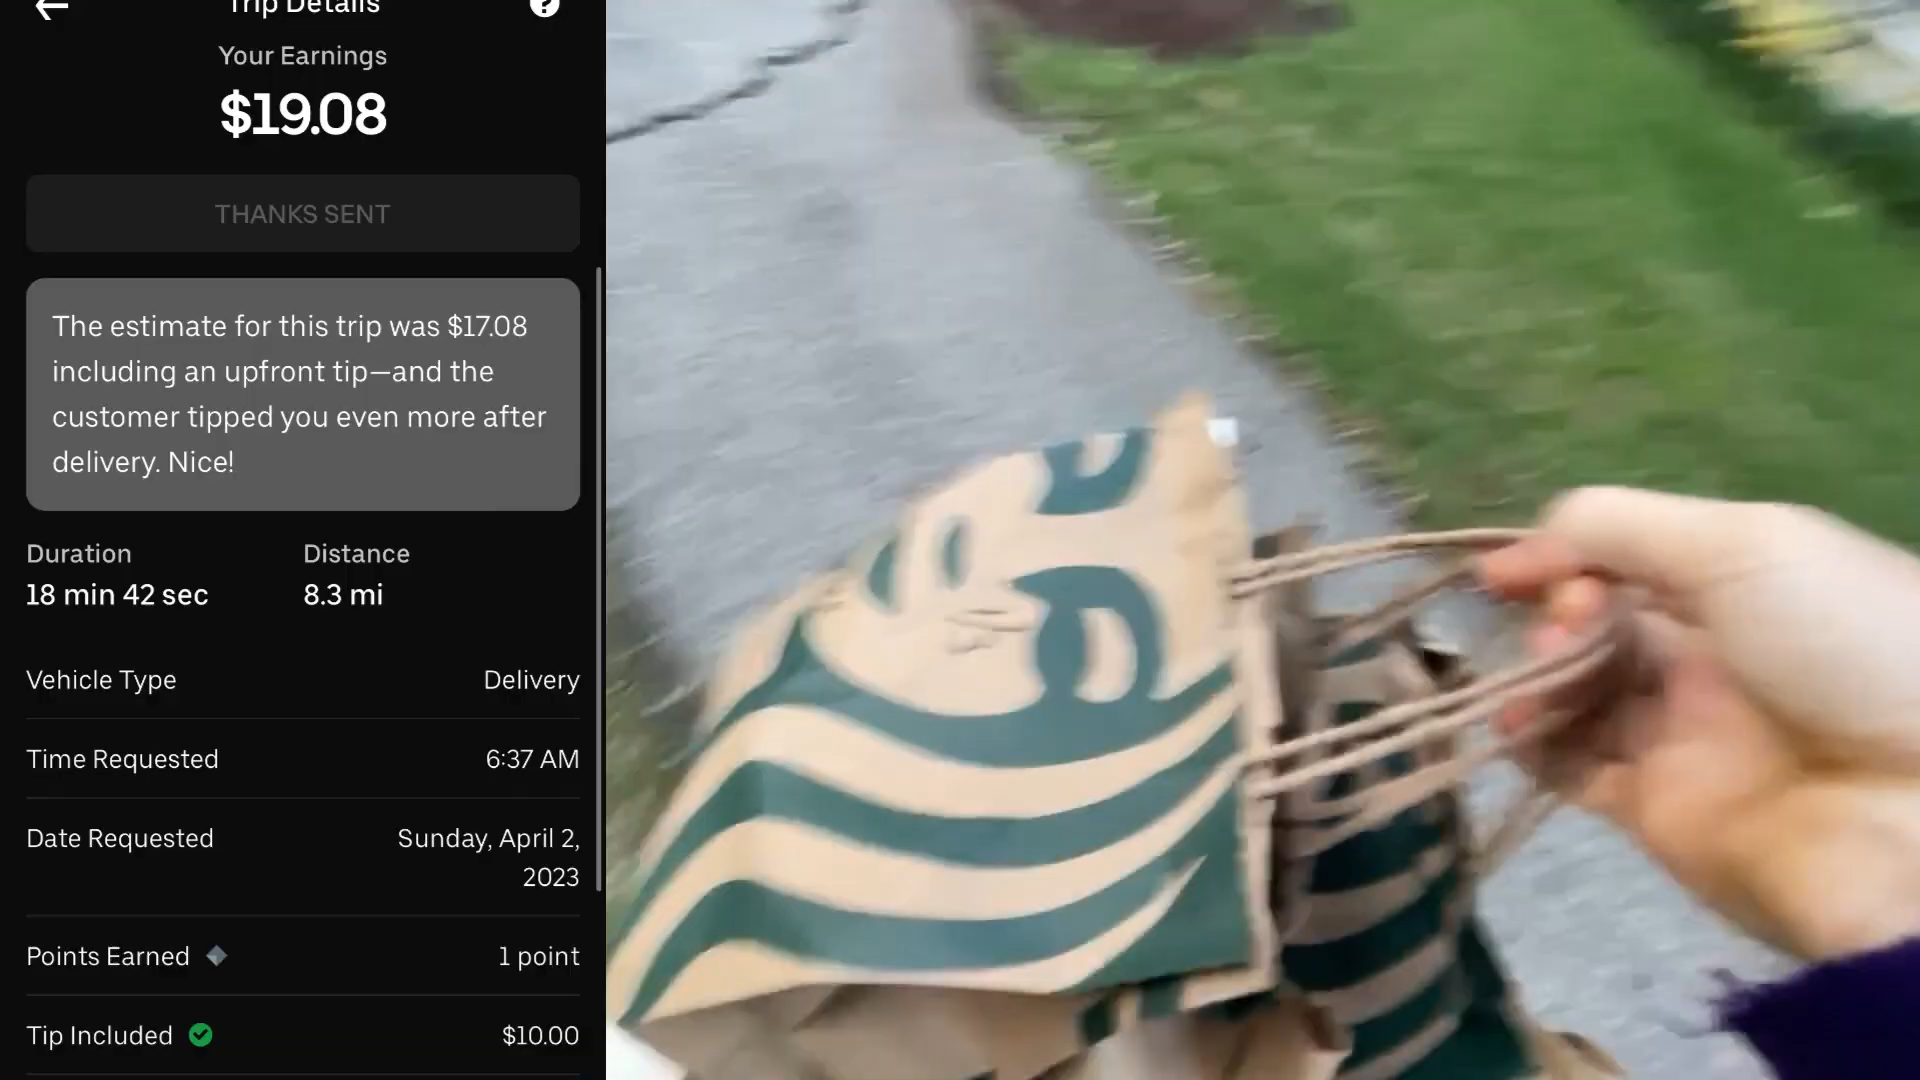 Trip Details
?
Your Earnings
$19.08
THANKS SENT
The estimate for this trip was $17.08
including an upfront tip—and the
customer tipped you even more after
delivery. Nice!
Duration
Distance
18 min 42 sec
8.3 mi
Vehicle Type
Delivery
Time Requested
6:37 AM
Date Requested
Sunday, April 2,
2023
Points Earned
1 point
Tip Included
$10.00